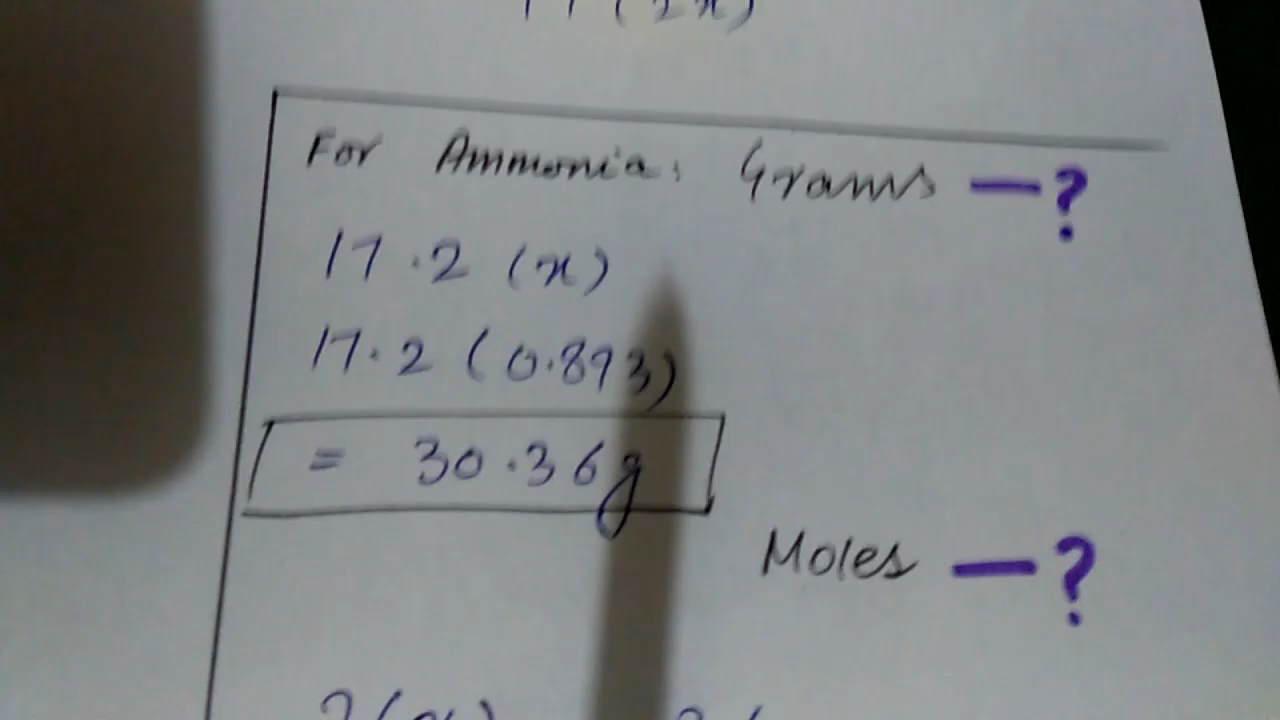 For Ammonia: Grams —?
17.2 (x)
17.2 (0.893)
= 30.36g
Moles —?